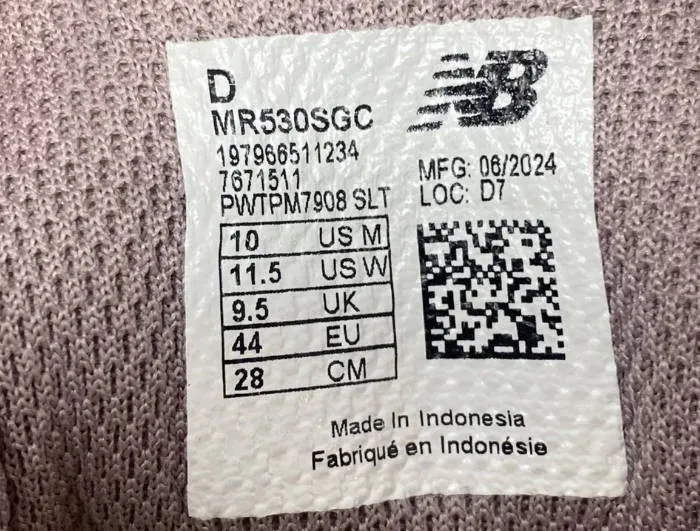 D
MR530SGC
197966511234
7671511
PWTPM7908 SLT
NB
MFG: 06/2024
LOC: D7
10 US M
11.5 US W
9.5 UK
44 EU
28 CM
Made In Indonesia
Fabriqué en Indonésie